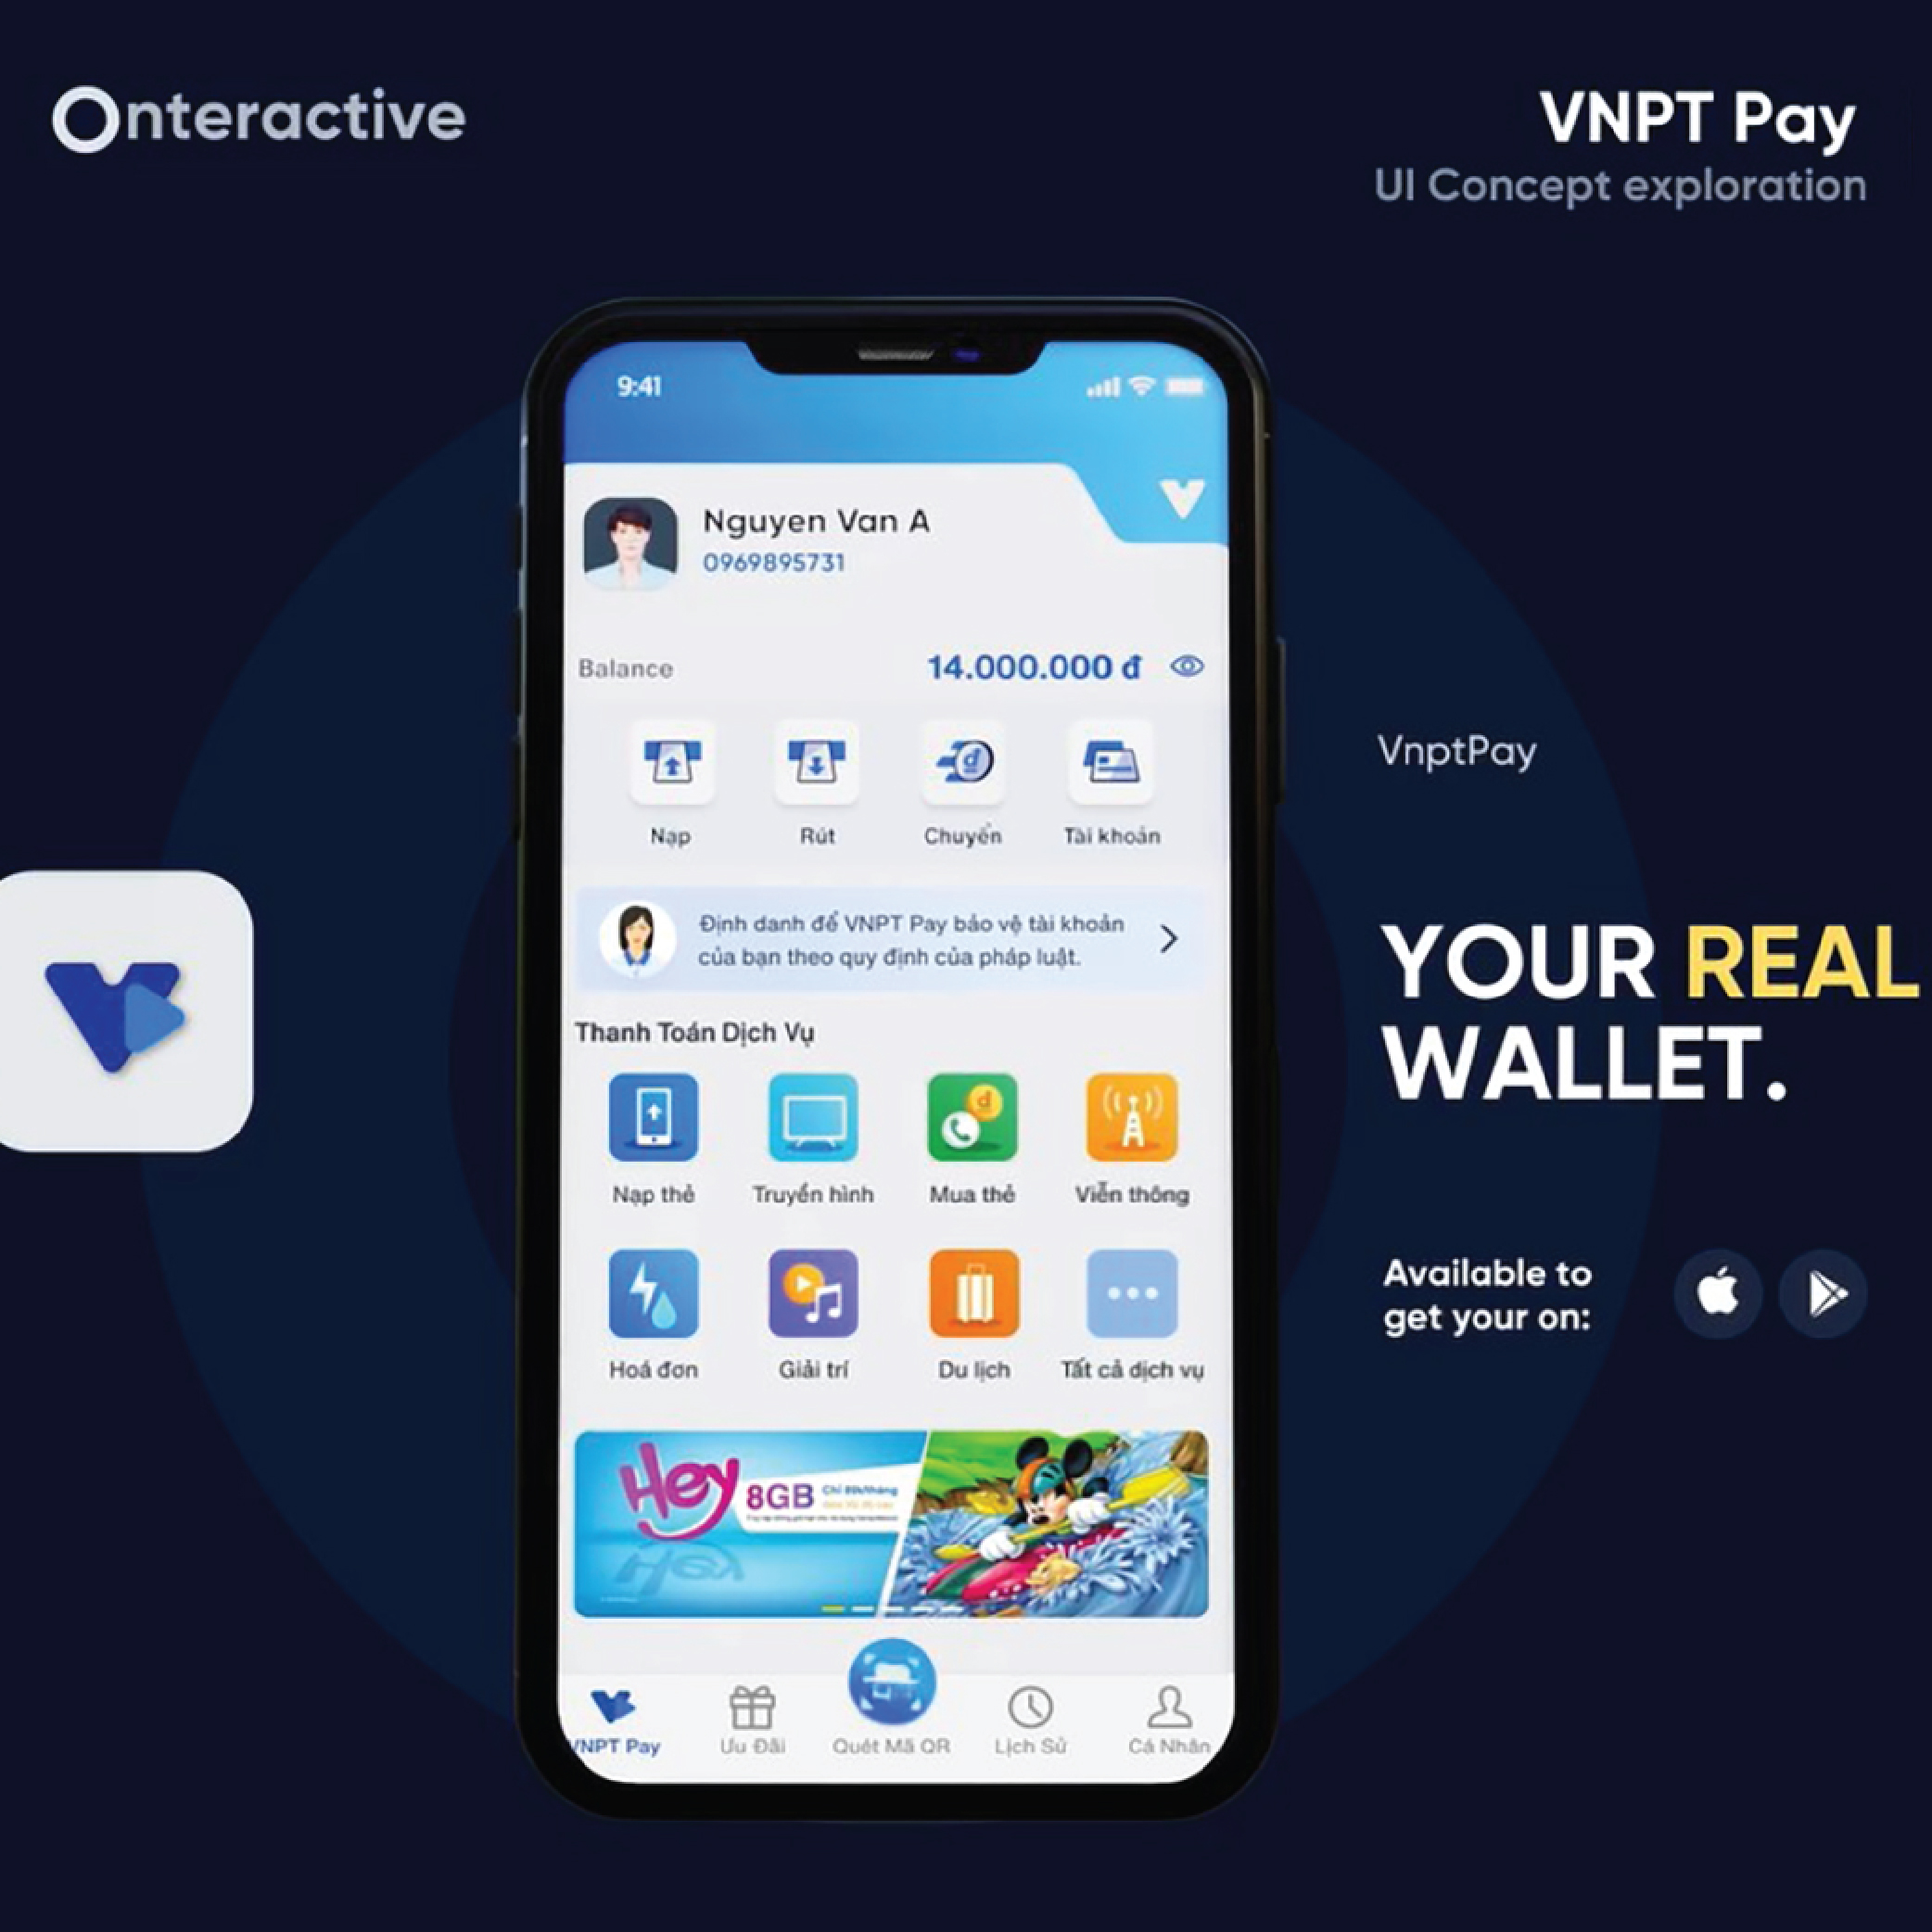 Onteractive
VNPT Pay
UI Concept exploration
9:41
Nguyen Van A
0969895731
Balance
14.000.000 đ
Nạp
Rút
Chuyển
Tài khoản
Định danh để VNPT Pay bảo vệ tài khoản
của bạn theo quy định của pháp luật.
Thanh Toán Dịch Vụ
Nạp thẻ
Truyền hình
Mua thẻ
Viễn thông
Hoá đơn
Giải trí
Du lịch
Tất cả dịch vụ
Hey
8GB
VNPT Pay
Ưu Đãi
Quét Mã QR
Lịch Sử
Cá Nhân
VnptPay
YOUR REAL
WALLET.
Available to
get your on: